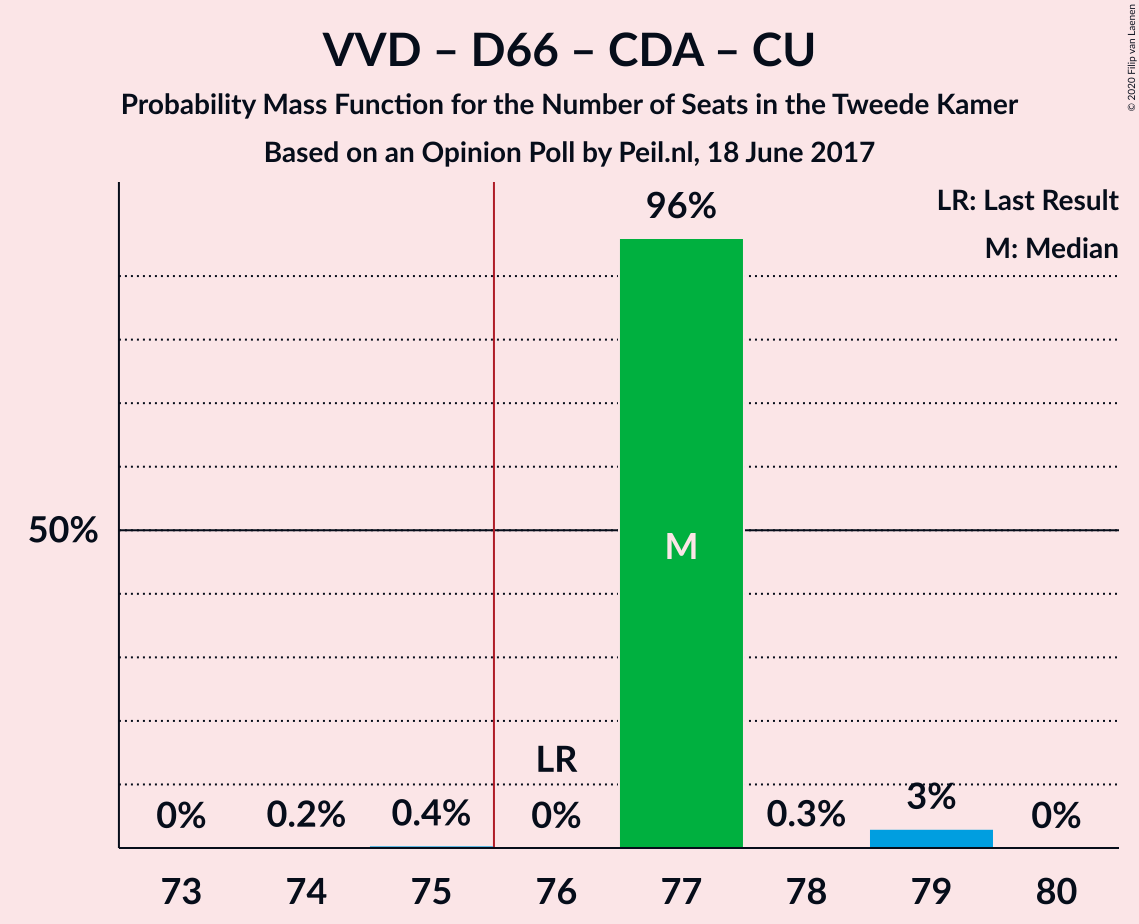 VVD – D66 – CDA – CU
Probability Mass Function for the Number of Seats in the Tweede Kamer
Based on an Opinion Poll by Peil.nl, 18 June 2017
© 2020 Filip van Laenen
LR: Last Result
M: Median
96%
50%
M
LR
0% 0.2% 0.4% 0% 0.3% 3% 0%
73 74 75 76 77 78 79 80